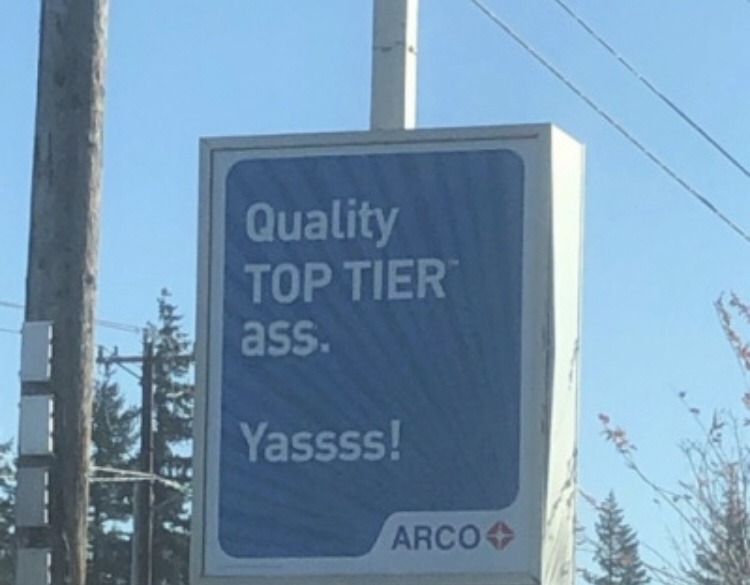 Quality
TOP TIER™
ass.
Yassss!
ARCO